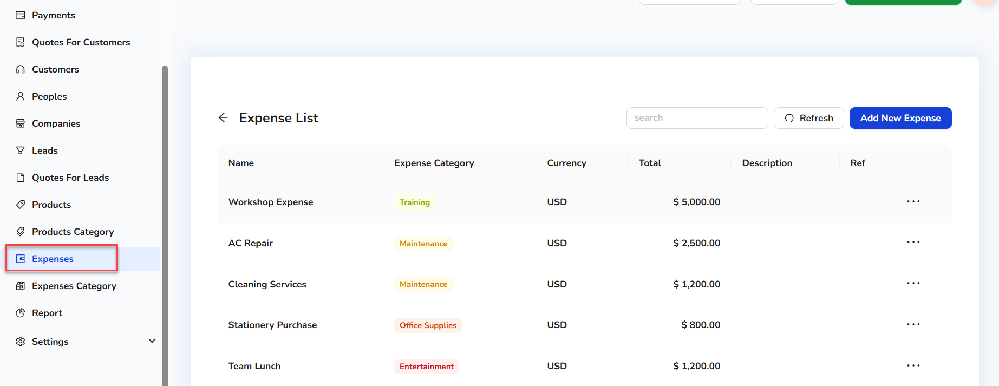 Payments
Quotes For Customers
Customers
Peoples
Companies
Leads
Quotes For Leads
Products
Products Category
Expenses
Expenses Category
Report
Settings
Expense List
search
Refresh
Add New Expense
Name Expense Category Currency Total Description Ref
Workshop Expense Training USD $ 5,000.00
AC Repair Maintenance USD $ 2,500.00
Cleaning Services Maintenance USD $ 1,200.00
Stationery Purchase Office Supplies USD $ 800.00
Team Lunch Entertainment USD $ 1,200.00